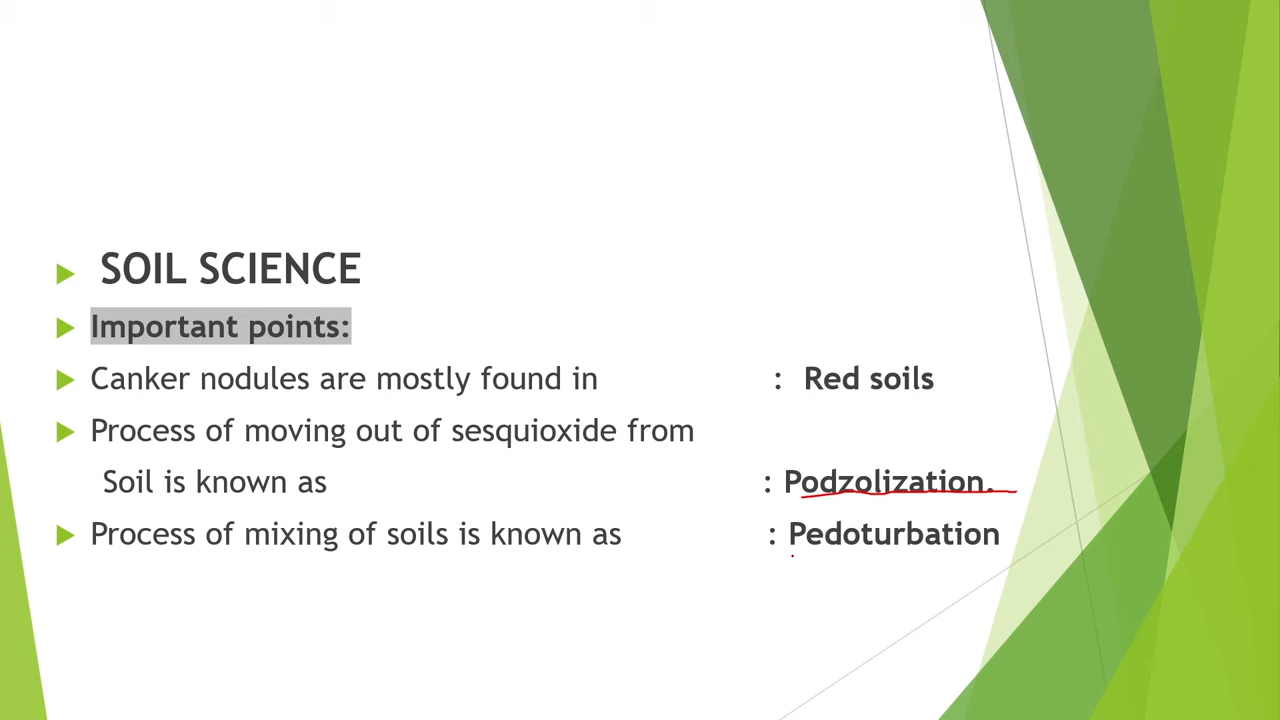 SOIL SCIENCE
Important points:
Canker nodules are mostly found in : Red soils
Process of moving out of sesquioxide from
Soil is known as : Podzolization.
Process of mixing of soils is known as : Pedoturbation